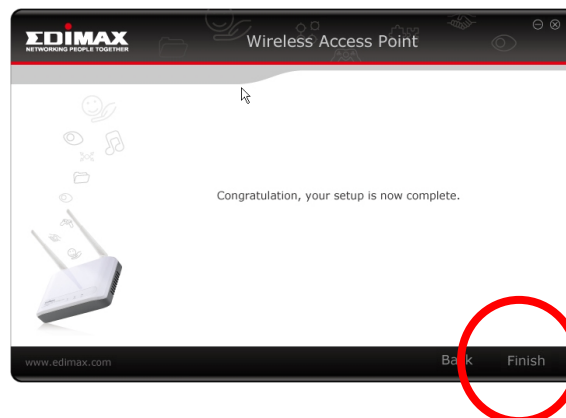 EDIMAX
NETWORKING PEOPLE TOGETHER
Wireless Access Point
Congratulation, your setup is now complete.
www.edimax.com
Back Finish